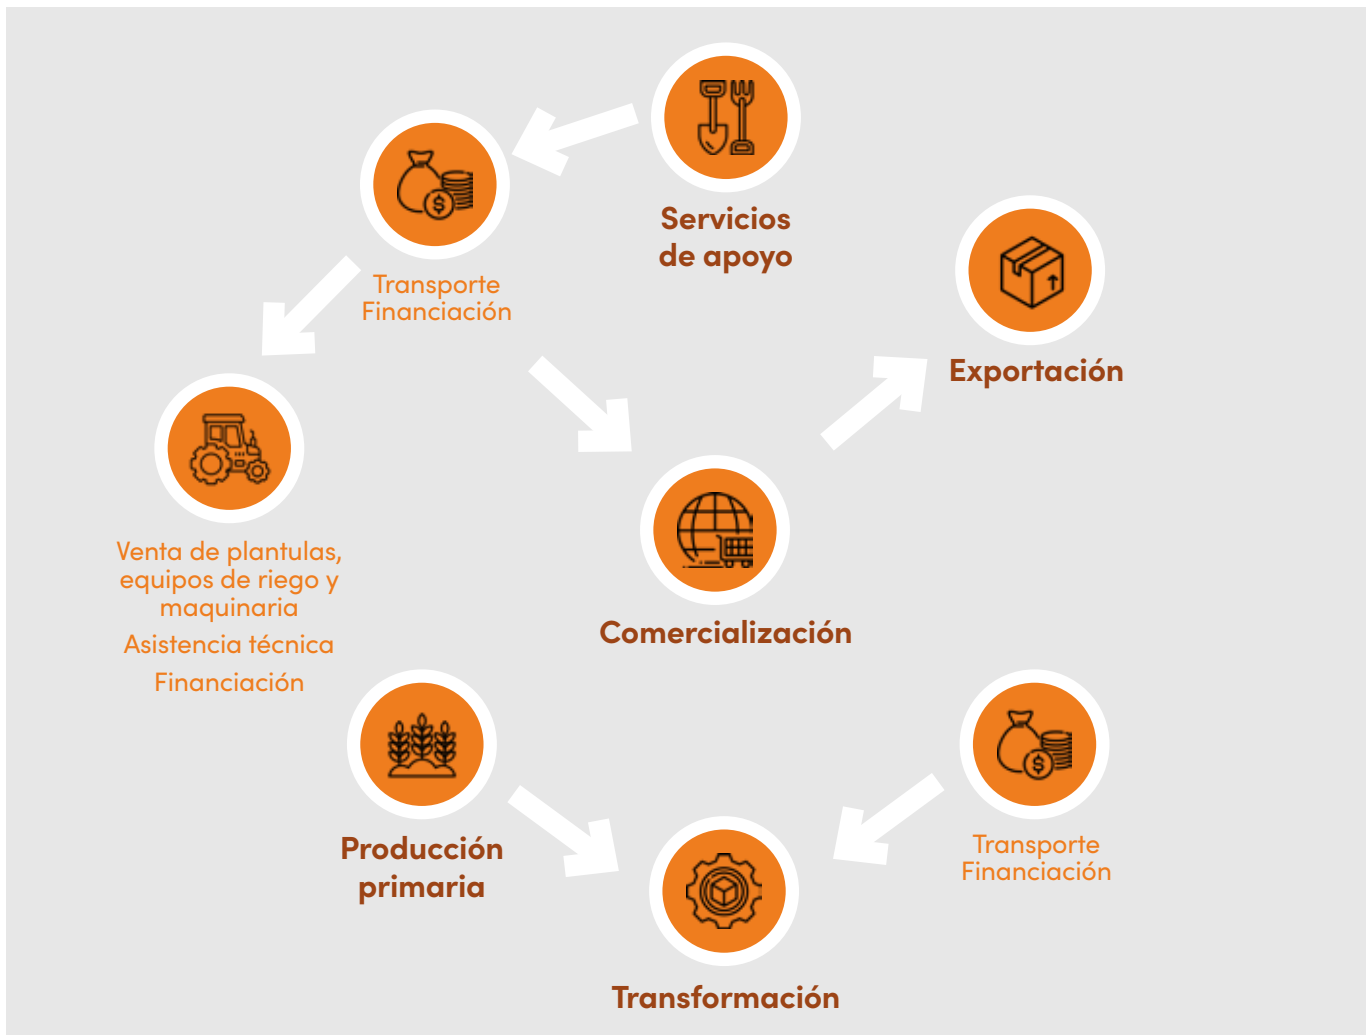 Servicios
de apoyo
Transporte
Financiación
Exportación
Venta de plantulas,
equipos de riego y
maquinaria
Asistencia técnica
Financiación
Comercialización
Producción
primaria
Transporte
Financiación
Transformación